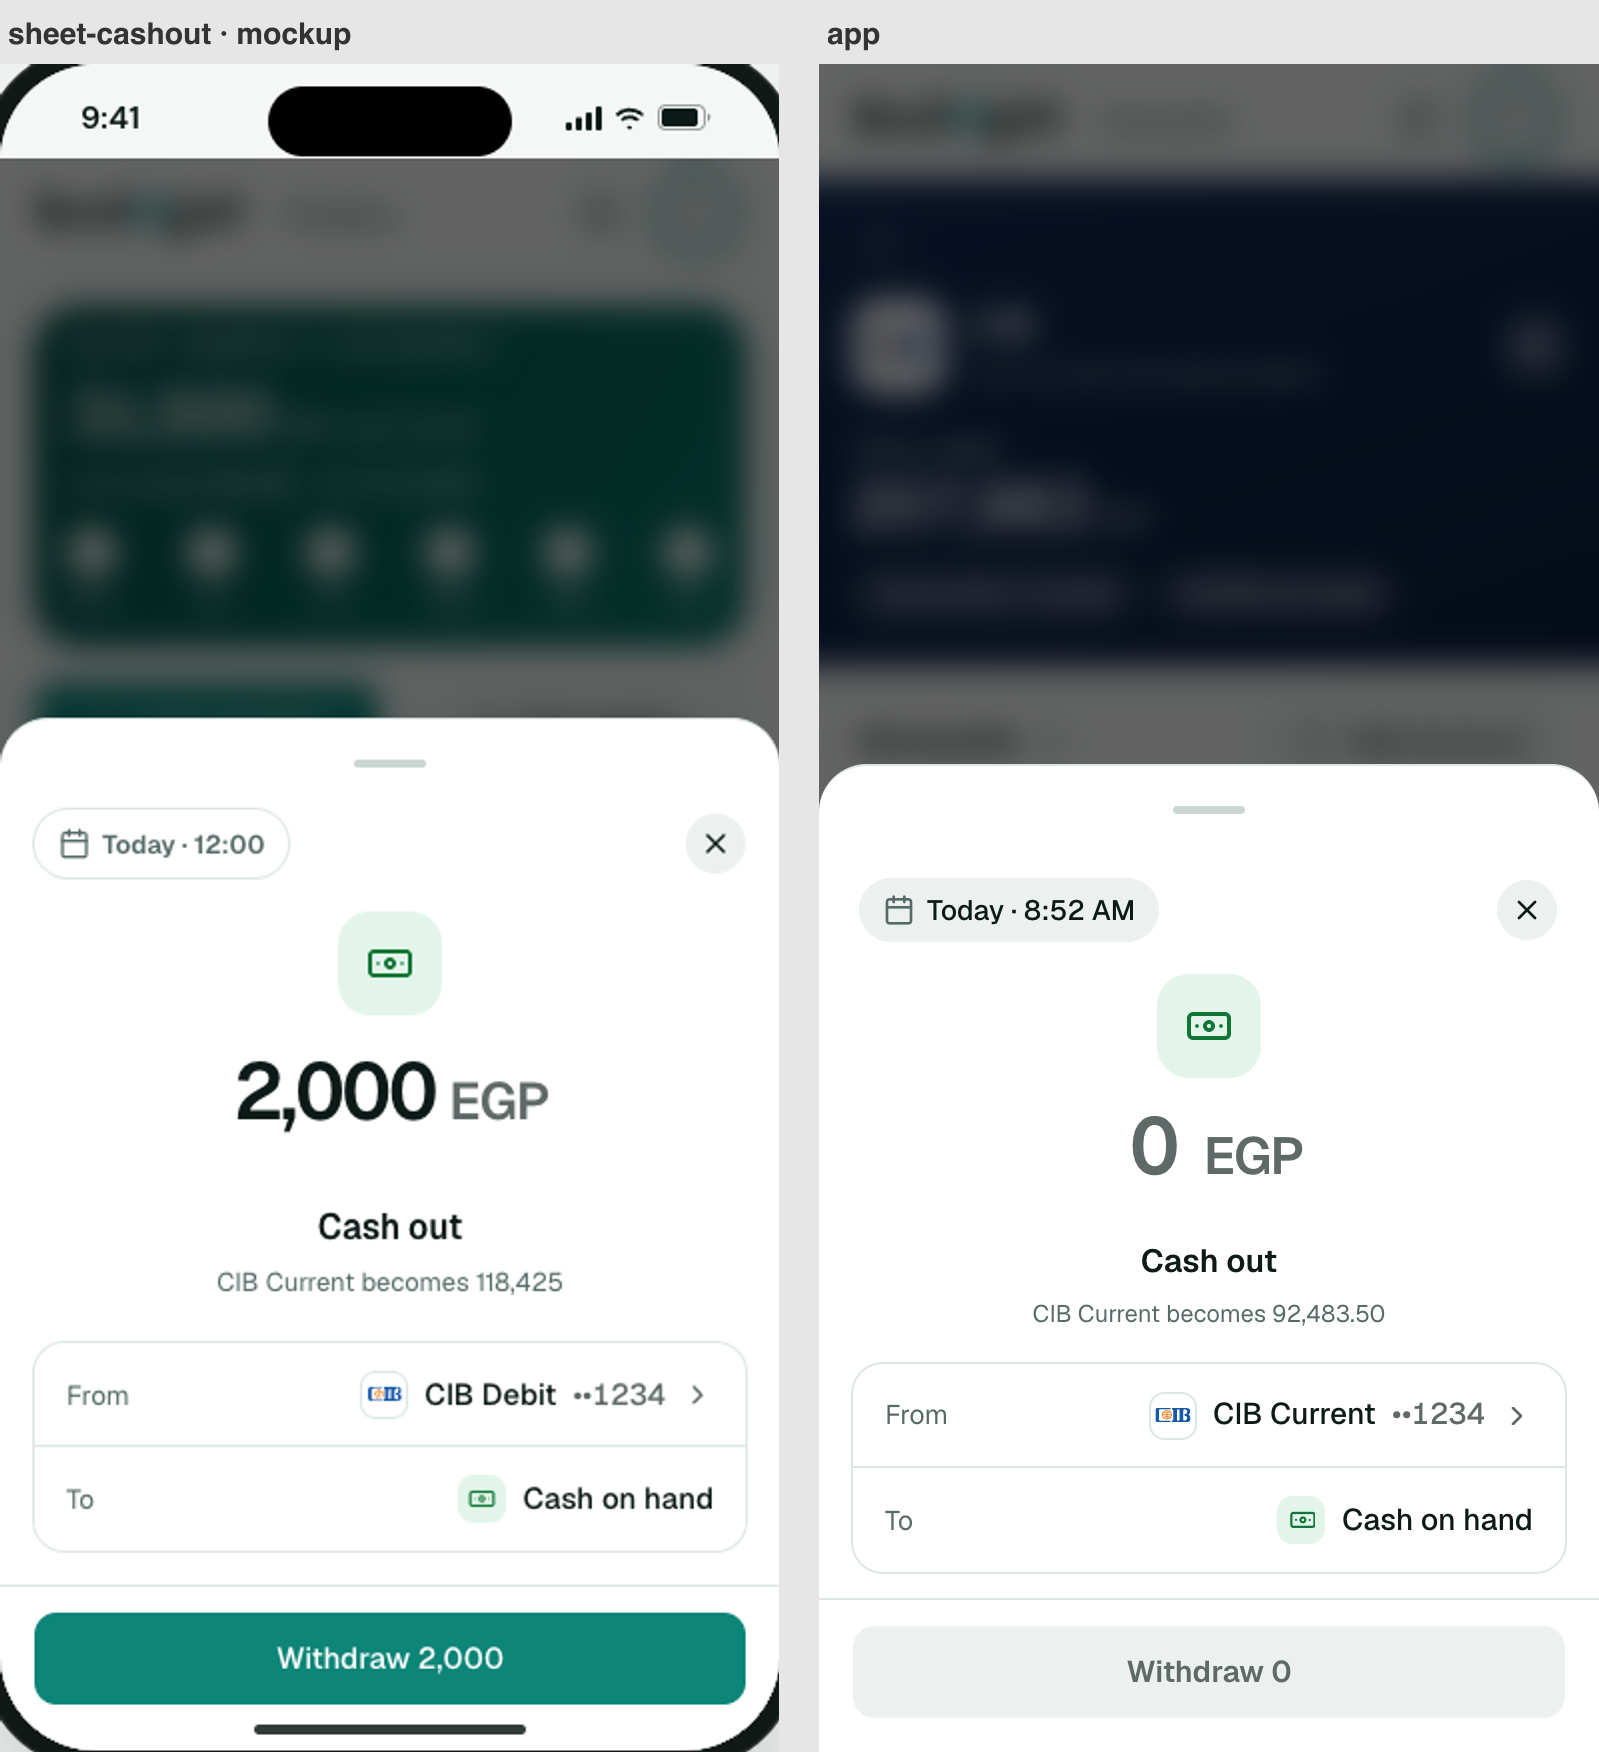 sheet-cashout · mockup
9:41
Today · 12:00
2,000 EGP
Cash out
CIB Current becomes 118,425
From
CIB
CIB Debit ••1234
To
Cash on hand
Withdraw 2,000
app
Today · 8:52 AM
0 EGP
Cash out
CIB Current becomes 92,483.50
From
CIB
CIB Current ••1234
To
Cash on hand
Withdraw 0